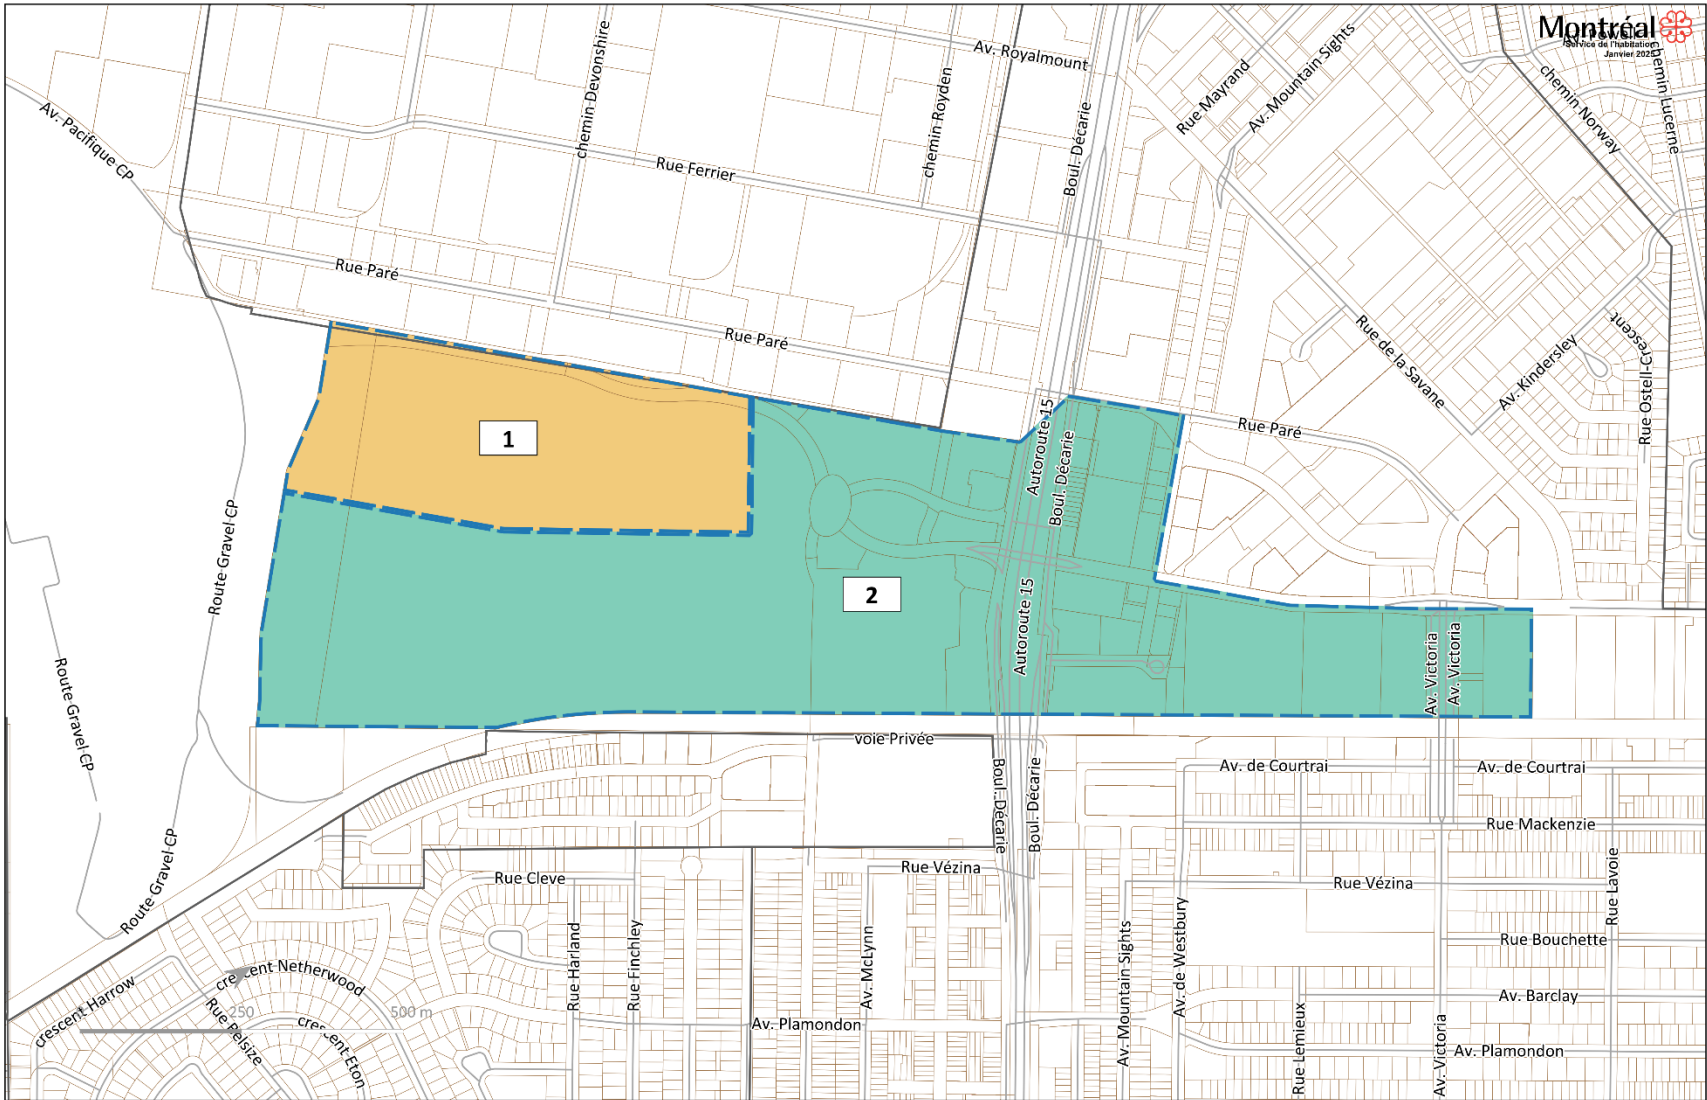 Montréal
Service de l'habitation
Janvier 2025
Av. Powell
chemin Lucerne
chemin Norway
Av. Royalmount
Av. Mountain Sights
Rue Mayrand
chemin Devonshire
chemin Royden
Boul. Décarie
Av. Pacifique CP
Rue Ferrier
Rue Paré
Rue Paré
Rue de la Savane
Av. Kindersley
Rue Ostell-Crescent
Rue Paré
Autoroute 15
Boul. Décarie
1
2
Route Gravel CP
Autoroute 15
Av. Victoria
Av. Victoria
Route Gravel CP
voie Privée
Boul. Décarie
Boul. Décarie
Av. de Courtrai
Av. de Courtrai
Rue Mackenzie
Route Gravel CP
Rue Cleve
Rue Vézina
Rue Vézina
Rue Lavoie
Rue Harland
Rue Finchley
Av. McLynn
Av. Mountain Sights
Av. de Westbury
Rue Bouchette
crescent Netherwood
crescent Harrow
Rue Belsize
crescent Eton
250
500 m
Av. Plamondon
Rue Lemieux
Av. Barclay
Av. Victoria
Av. Plamondon